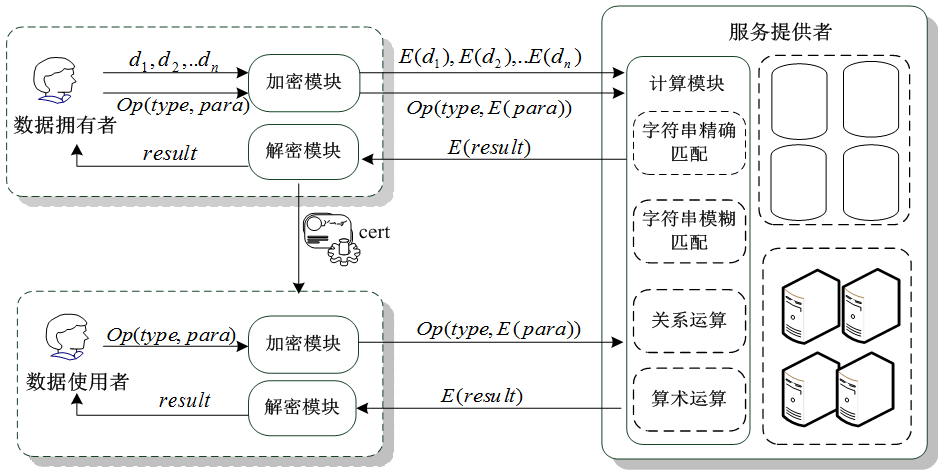 服务提供者
d₁, d₂, ..dₙ
Op(type, para)
数据拥有者
加密模块
E(d₁), E(d₂),..E(dₙ)
Op(type, E(para))
解密模块
result
E(result)
cert
计算模块
字符串精确
匹配
字符串模糊
匹配
关系运算
算术运算
Op(type, para)
数据使用者
加密模块
Op(type, E(para))
解密模块
result
E(result)